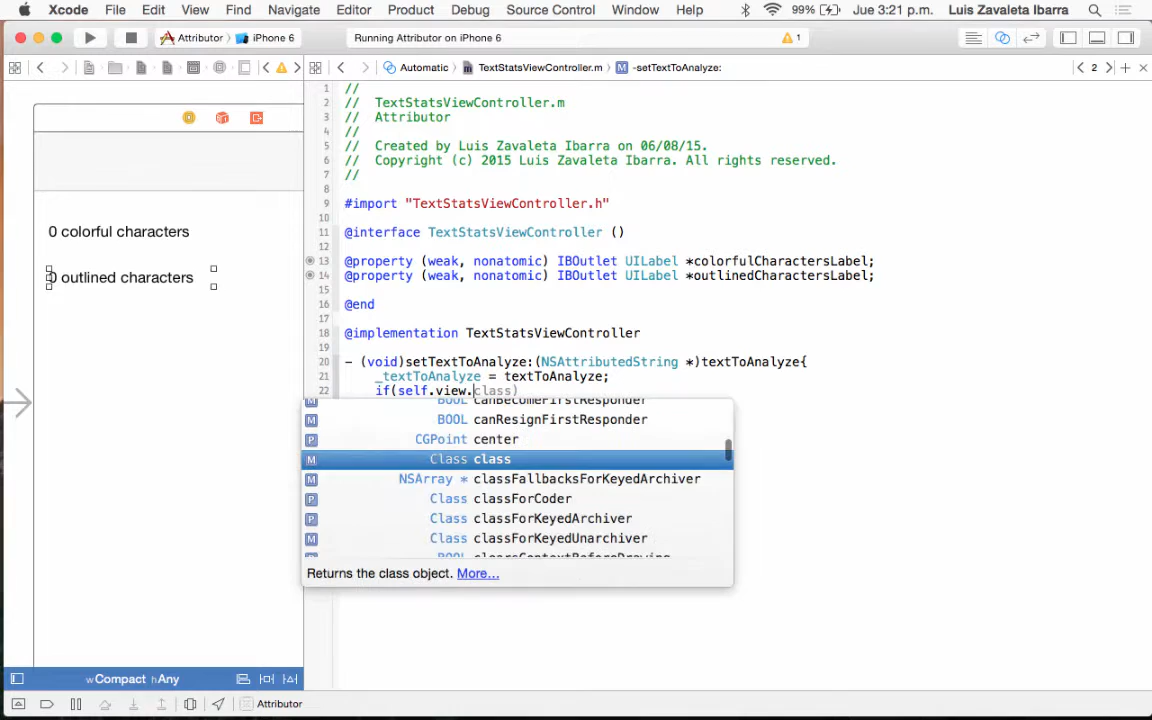 Xcode File Edit View Find Navigate Editor Product Debug Source Control Window Help 99% Jue 3:21 p.m. Luis Zavaleta Ibarra
Attributor iPhone 6 Running Attributor on iPhone 6 1
Automatic TextStatsViewController.m M -setTextToAnalyze: 2
0 colorful characters
0 outlined characters
1 //
2 // TextStatsViewController.m
3 // Attributor
4 //
5 // Created by Luis Zavaleta Ibarra on 06/08/15.
6 // Copyright (c) 2015 Luis Zavaleta Ibarra. All rights reserved.
7 //
8
9 #import "TextStatsViewController.h"
10
11 @interface TextStatsViewController ()
12
13 @property (weak, nonatomic) IBOutlet UILabel *colorfulCharactersLabel;
14 @property (weak, nonatomic) IBOutlet UILabel *outlinedCharactersLabel;
15
16 @end
17
18 @implementation TextStatsViewController
19
20 - (void)setTextToAnalyze:(NSAttributedString *)textToAnalyze{
21 _textToAnalyze = textToAnalyze;
22 if(self.view.class)
M BOOL canBecomeFirstResponder
M BOOL canResignFirstResponder
P CGPoint center
M Class class
M NSArray * classFallbacksForKeyedArchiver
P Class classForCoder
P Class classForKeyedArchiver
M Class classForKeyedUnarchiver
P BOOL clearsContextBeforeDrawing
Returns the class object. More...
wCompact hAny
Attributor